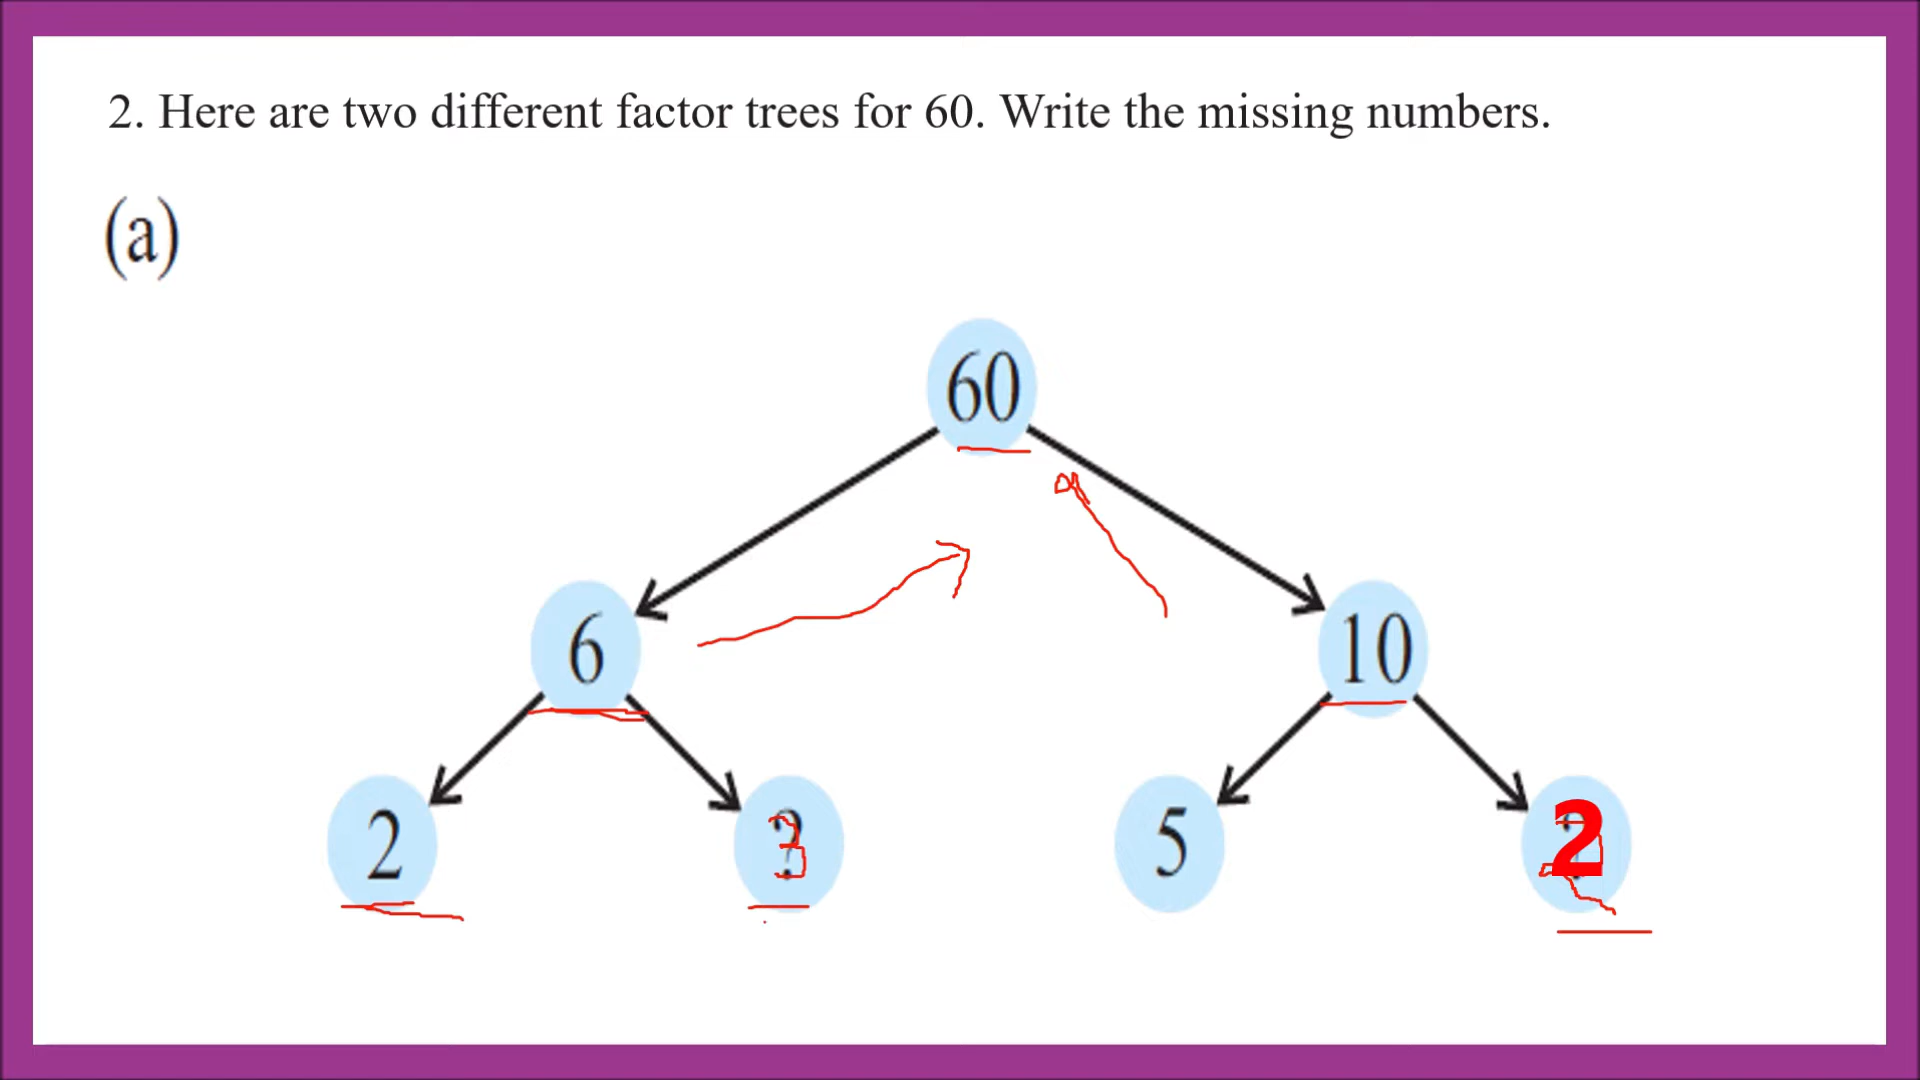 2. Here are two different factor trees for 60. Write the missing numbers.
(a)
60
6 10
2 3 5 2